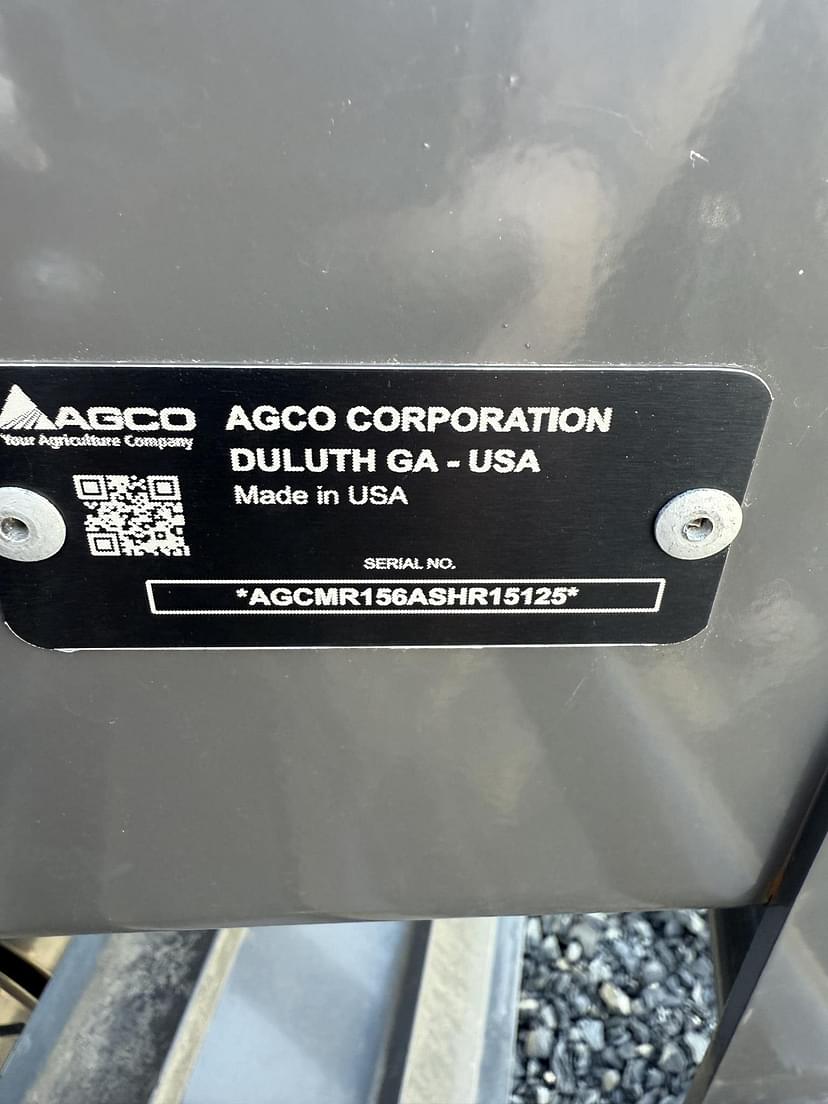 AGCO
Your Agriculture Company
AGCO CORPORATION
DULUTH GA - USA
Made in USA
SERIAL NO.
*AGCMR156ASHR15125*